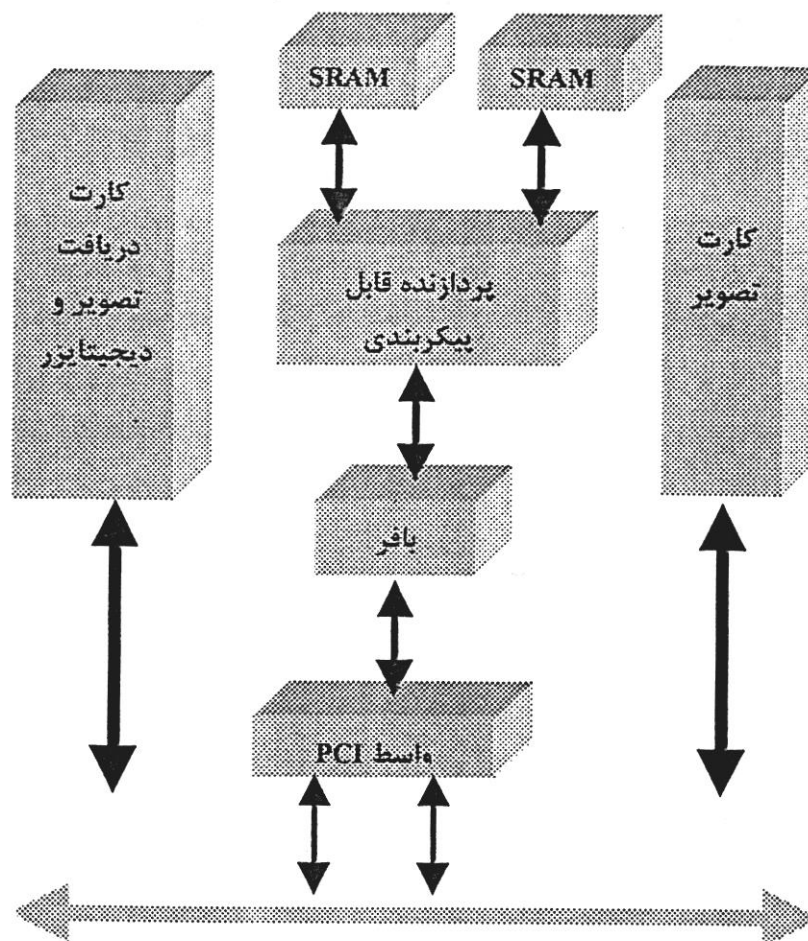 SRAM
SRAM
کارت
دریافت
تصویر و
دیجیتایزر
پردازنده قابل
پیکربندی
کارت
تصویر
بافر
واسط PCI